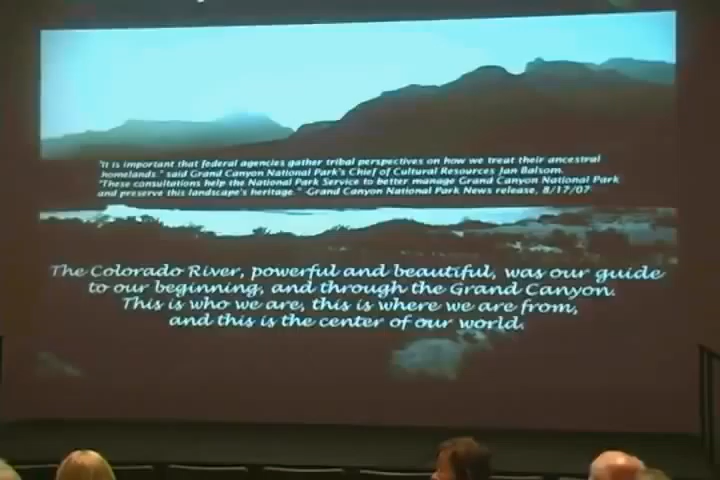 "It is important that federal agencies gather tribal perspectives on how we treat their ancestral
homelands." said Grand Canyon National Park's Chief of Cultural Resources Jan Balsom.
"These consultations help the National Park Service to better manage Grand Canyon National Park
and preserve this landscape's heritage." -Grand Canyon National Park News release, 8/17/07
The Colorado River, powerful and beautiful, was our guide
to our beginning, and through the Grand Canyon.
This is who we are, this is where we are from,
and this is the center of our world.